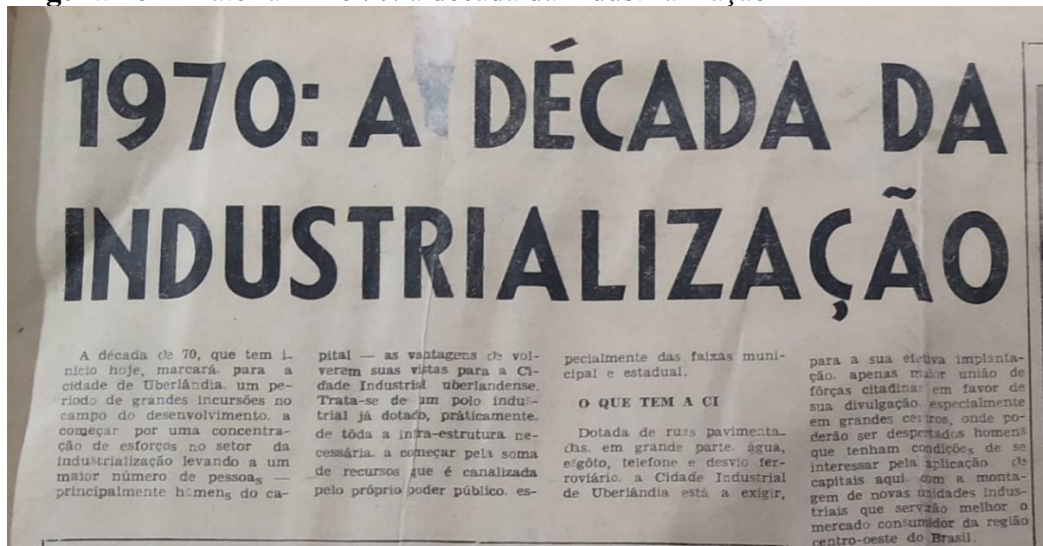 1970: A DÉCADA DA
INDUSTRIALIZAÇÃO
A década de 70, que tem i-
nício hoje, marcará para a
cidade de Uberlândia um pe-
ríodo de grandes incursões no
campo do desenvolvimento, a
começar por uma concentra-
ção de esforços no setor da
industrialização levando a um
maior número de pessoas —
principalmente homens do ca-
pital — as vantagens de vol-
verem suas vistas para a Ci-
dade Industrial uberlandense.
Trata-se de um polo indus-
trial já dotado, pràticamente.
de tôda a infra-estrutura ne-
cessária. a começar pela soma
de recursos que é canalizada
pelo próprio poder público. es-
pecialmente das faixas muni-
cipal e estadual.
O QUE TEM A CI
Dotada de ruas pavimenta-
das. em grande parte. água,
esgôto, telefone e desvio fer-
roviário. a Cidade Industrial
de Uberlândia está a exigir,
para a sua efetiva implanta-
ção. apenas maior união de
fôrças citadinas em favor de
sua divulgação especialmente
em grandes centros, onde po-
derão ser despertados homens
que tenham condições de se
interessar pela aplicação de
capitais aqui com a monta-
gem de novas unidades indus-
triais que servirão melhor o
mercado consumidor da região
centro-oeste do Brasil.